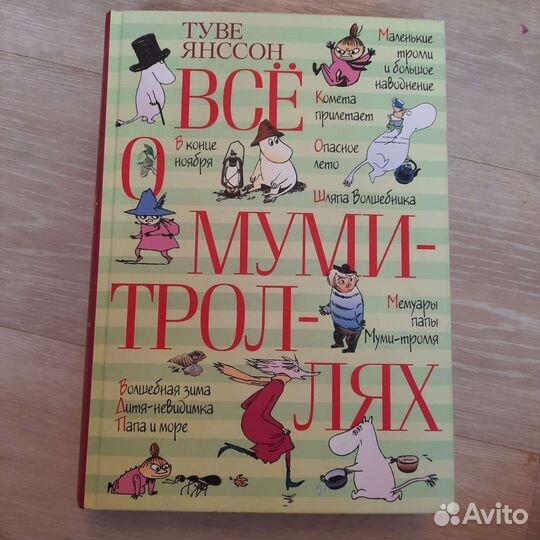 ТУВЕ
ЯНССОН
ВСЁ
О
МУМИ-
ТРОЛ-
ЛЯХ
Маленькие
тролли
и большое
наводнение
Комета
прилетает
В конце
ноября
Опасное
лето
Шляпа Волшебника
Мемуары
папы
Муми-тролля
Волшебная зима
Дитя-невидимка
Папа и море
Avito